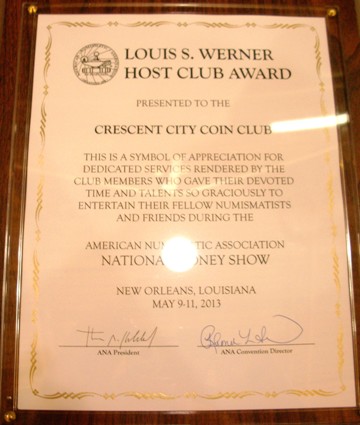 LOUIS S. WERNER
HOST CLUB AWARD
PRESENTED TO THE
CRESCENT CITY COIN CLUB
THIS IS A SYMBOL OF APPRECIATION FOR
DEDICATED SERVICES RENDERED BY THE
CLUB MEMBERS WHO GAVE THEIR DEVOTED
TIME AND TALENTS SO GRACIOUSLY TO
ENTERTAIN THEIR FELLOW NUMISMATISTS
AND FRIENDS DURING THE
AMERICAN NUMISMATIC ASSOCIATION
NATIONAL MONEY SHOW
NEW ORLEANS, LOUISIANA
MAY 9-11, 2013
ANA President
ANA Convention Director